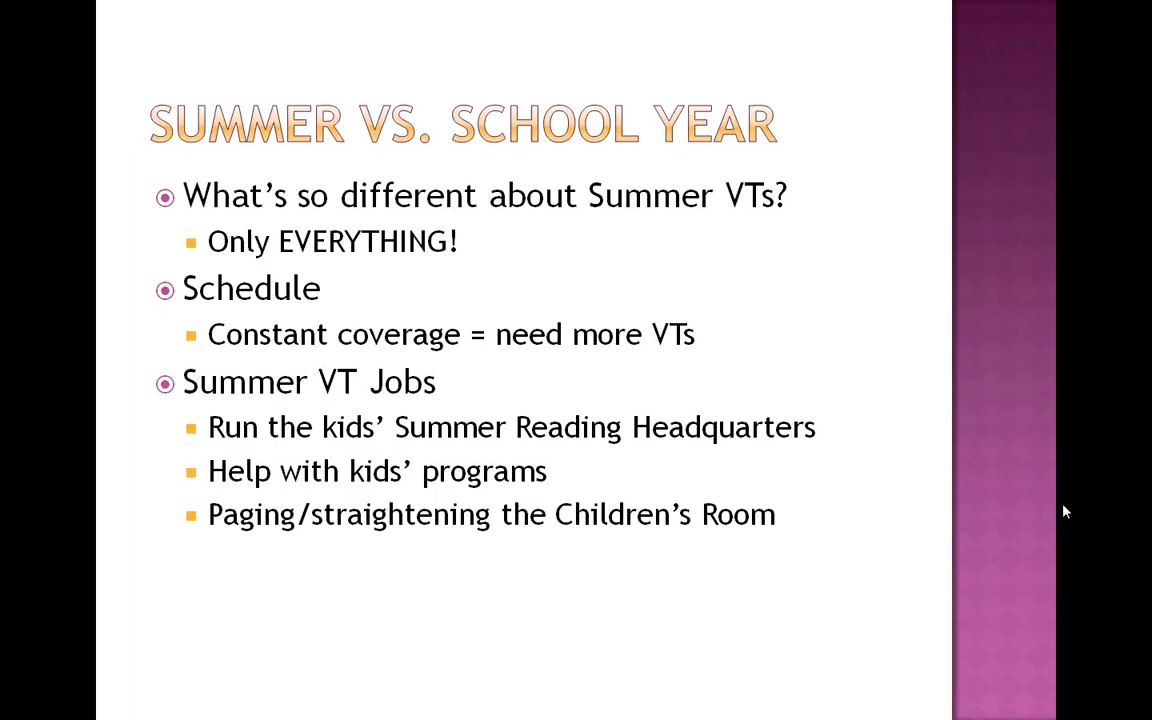 SUMMER VS. SCHOOL YEAR
What's so different about Summer VTs?
Only EVERYTHING!
Schedule
Constant coverage = need more VTs
Summer VT Jobs
Run the kids' Summer Reading Headquarters
Help with kids' programs
Paging/straightening the Children's Room